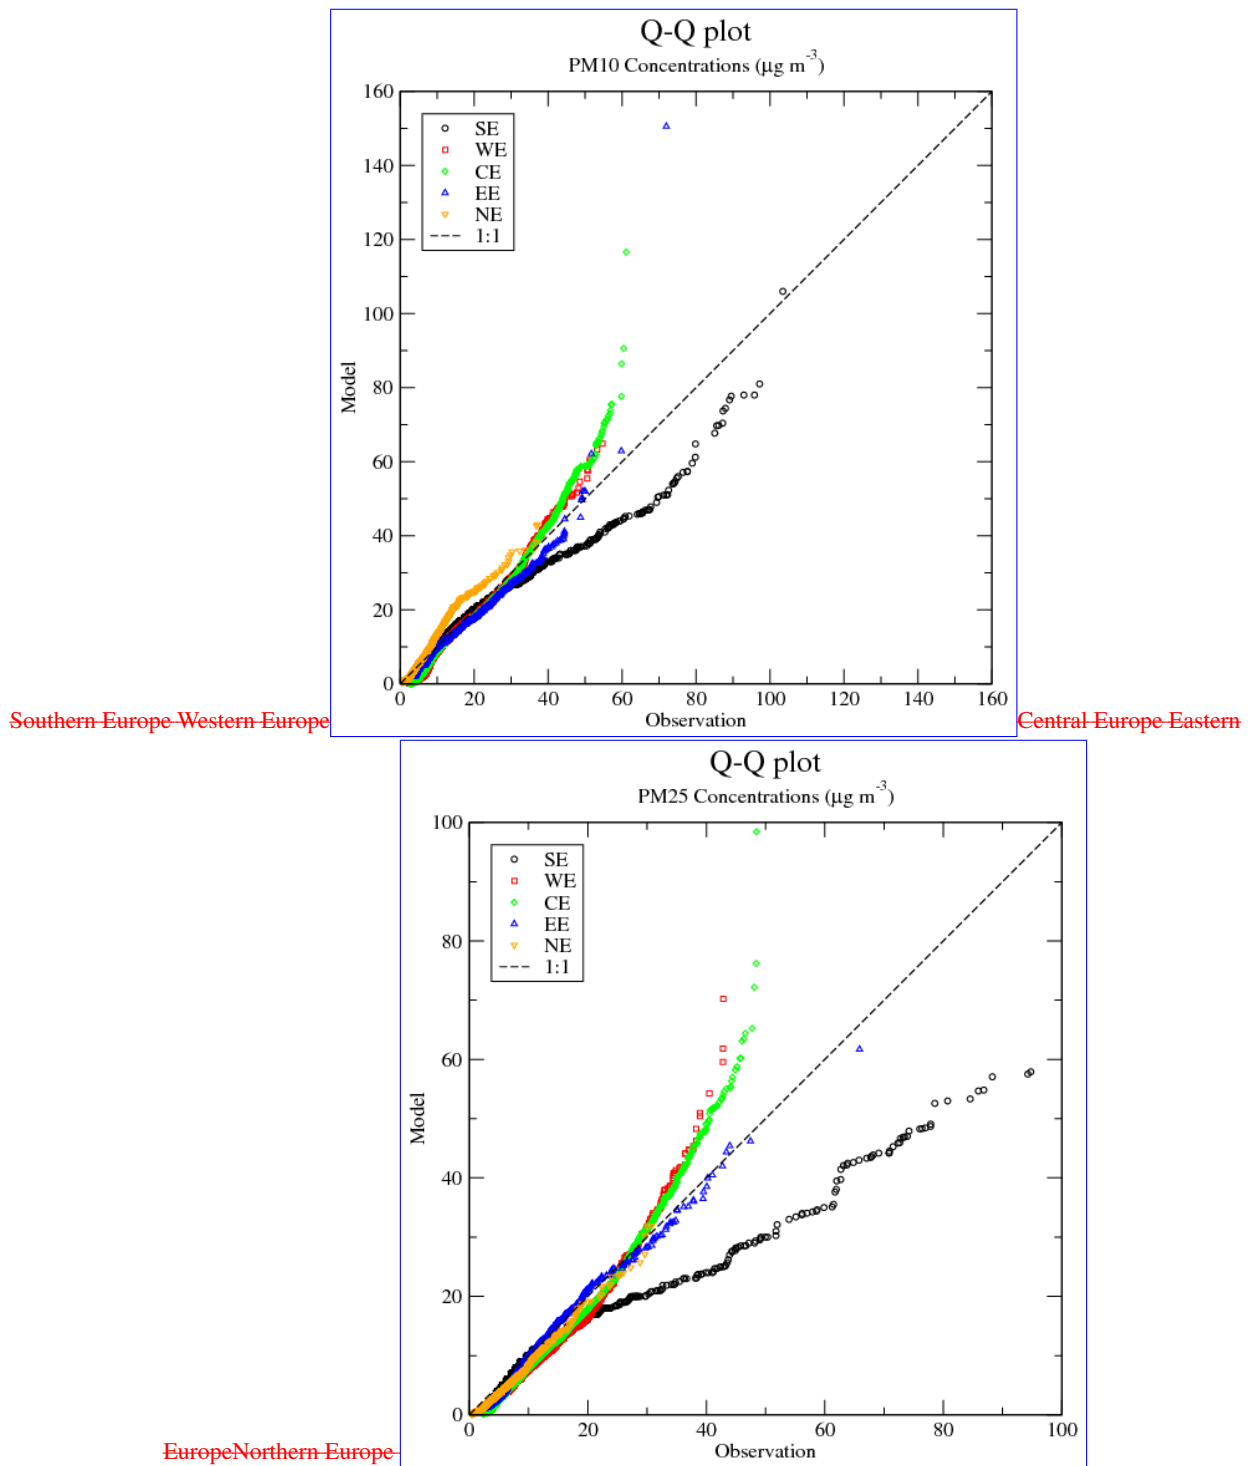 Q-Q plot
PM10 Concentrations (μg m-3)
160
140
120
100
80
60
40
20
0
Model
SE
WE
CE
EE
NE
1:1
0 20 40 60 80 100 120 140 160
Observation
Southern Europe Western Europe
Central Europe Eastern
Q-Q plot
PM25 Concentrations (μg m-3)
100
80
60
40
20
0
Model
SE
WE
CE
EE
NE
1:1
0 20 40 60 80 100
Observation
EuropeNorthern Europe